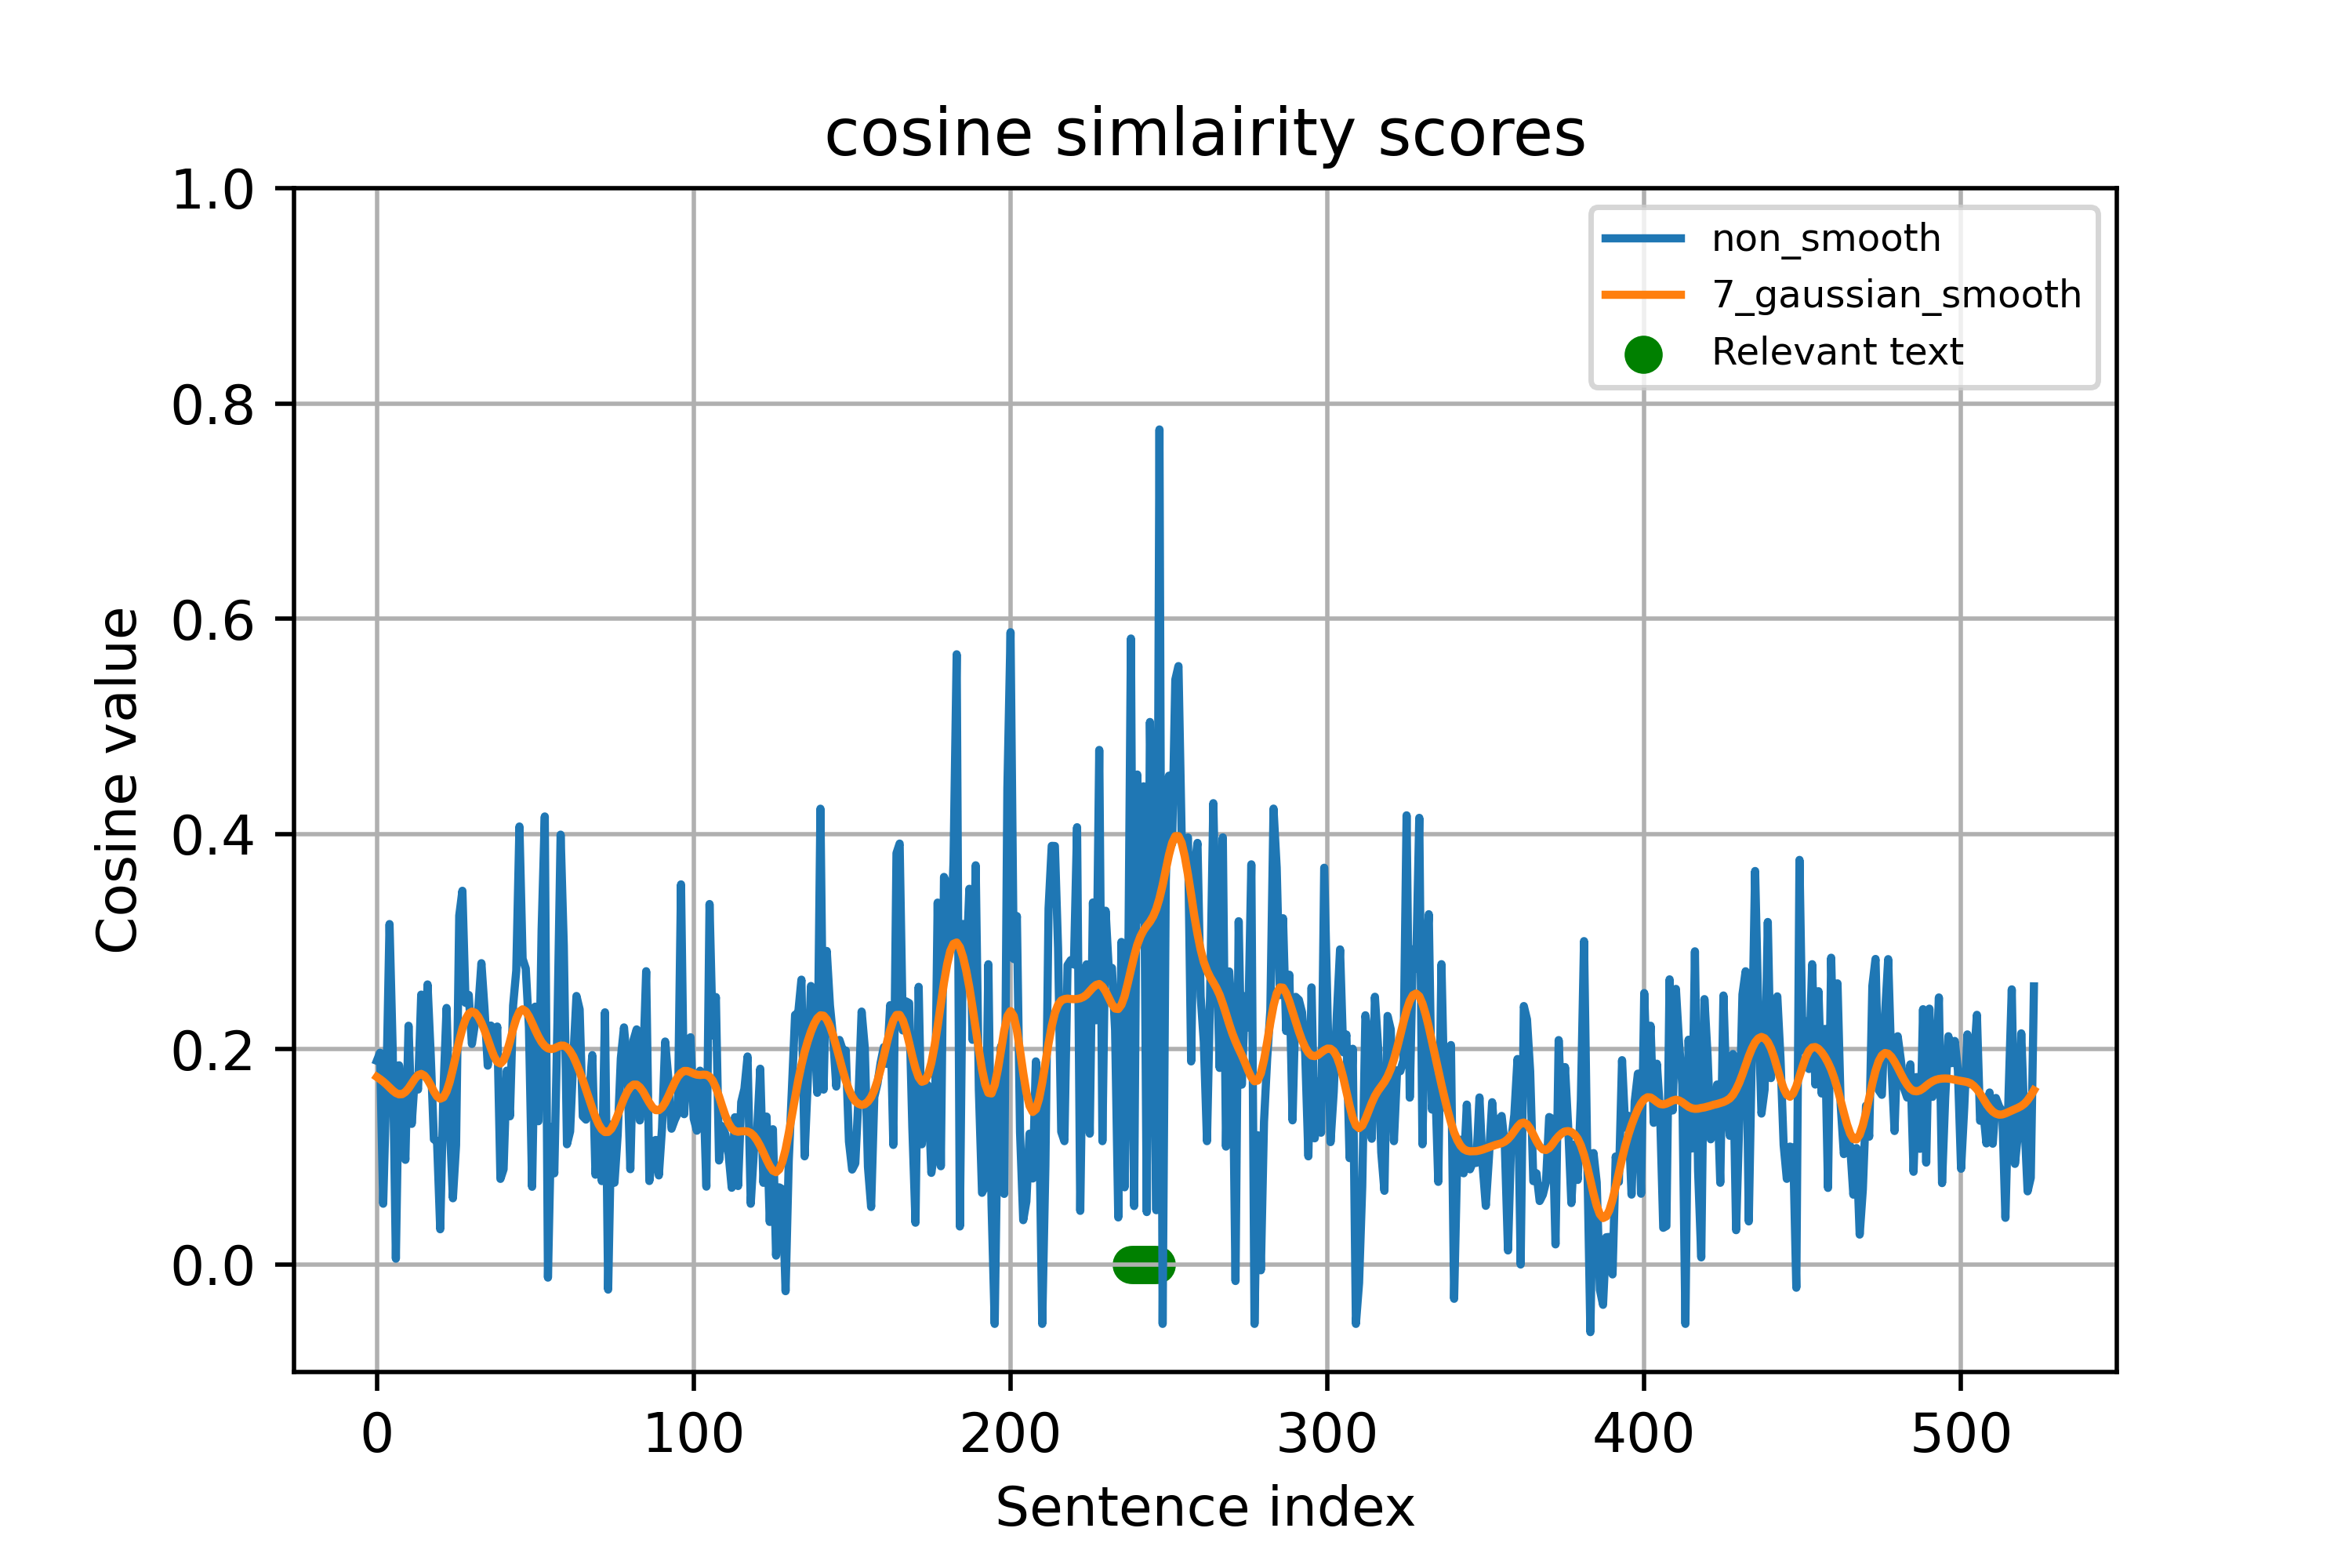 cosine simlairity scores
1.0
0.8
0.6
0.4
0.2
0.0
Cosine value
non_smooth
7_gaussian_smooth
Relevant text
0 100 200 300 400 500
Sentence index